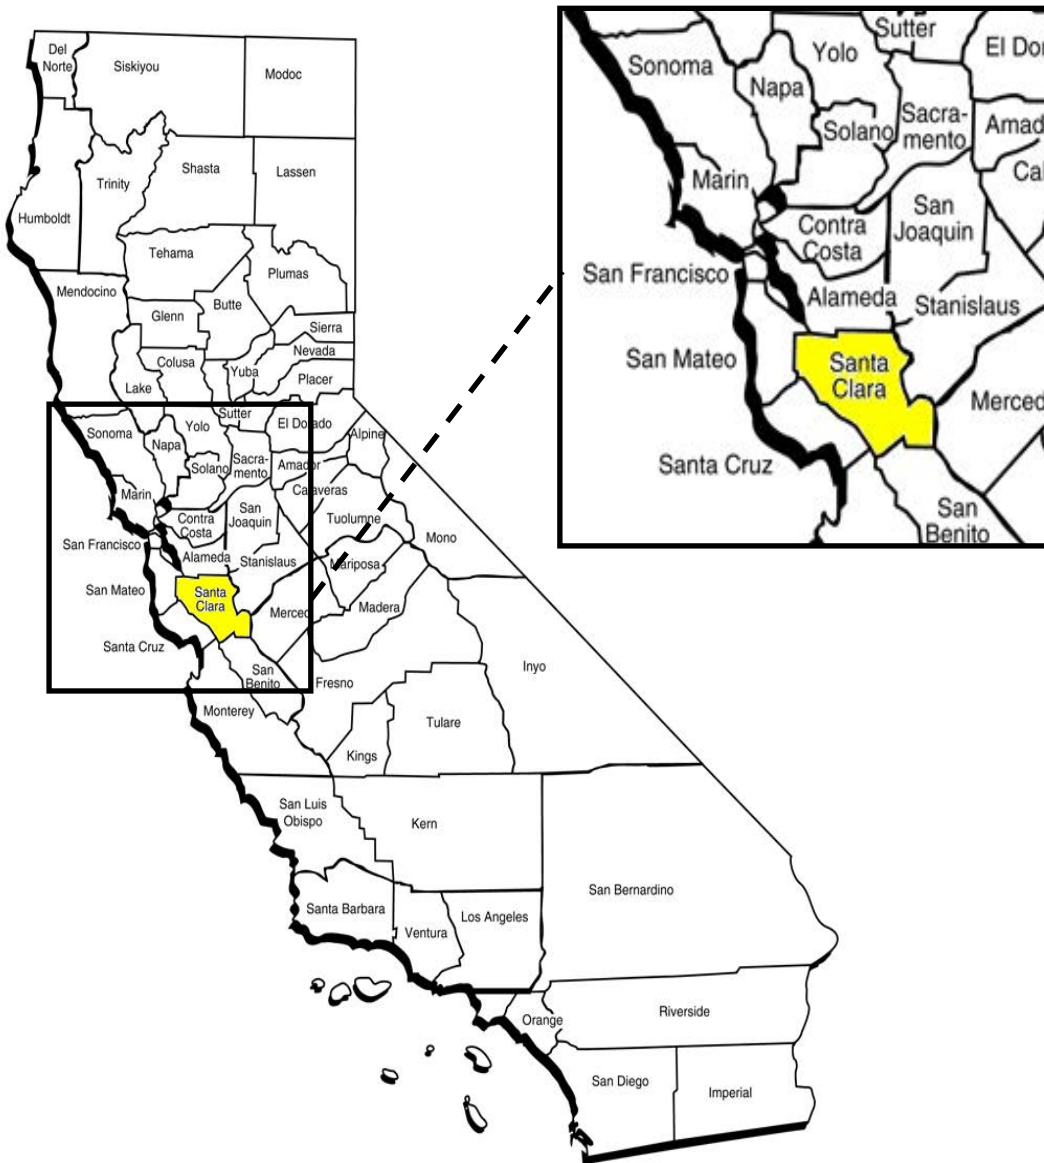 Del
Norte
Siskiyou
Modoc
Shasta
Lassen
Trinity
Humboldt
Tehama
Plumas
Mendocino
Glenn
Butte
Sierra
Nevada
Colusa
Yuba
Placer
Lake
Sutter
El Dorado
Yolo
Alpine
Sonoma
Napa
Sacra-
mento
Solano
Amador
Calaveras
Marin
San
Joaquin
Contra
Costa
Tuolumne
Mono
San Francisco
Alameda
Stanislaus
Mariposa
San Mateo
Santa
Clara
Merced
Madera
Santa Cruz
San
Benito
Fresno
Inyo
Monterey
Tulare
Kings
San Luis
Obispo
Kern
San Bernardino
Santa Barbara
Los Angeles
Ventura
Orange
Riverside
San Diego
Imperial
Sutter
Yolo
El Dor
Sonoma
Napa
Solano
Sacra-
mento
Amad
Cal
Marin
San
Joaquin
Contra
Costa
San Francisco
Alameda
Stanislaus
San Mateo
Santa
Clara
Merced
Santa Cruz
San
Benito